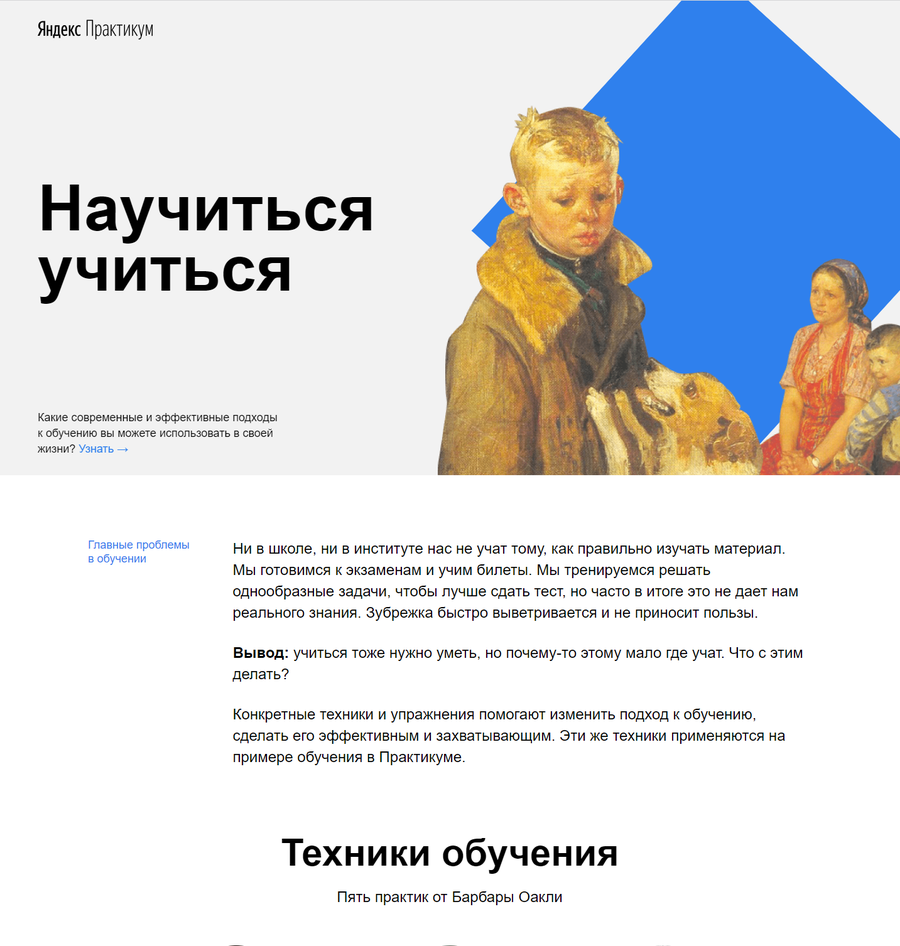 Яндекс Практикум
Научиться
учиться
Какие современные и эффективные подходы
к обучению вы можете использовать в своей
жизни? Узнать →
Главные проблемы
в обучении
Ни в школе, ни в институте нас не учат тому, как правильно изучать материал.
Мы готовимся к экзаменам и учим билеты. Мы тренируемся решать
однообразные задачи, чтобы лучше сдать тест, но часто в итоге это не дает нам
реального знания. Зубрежка быстро выветривается и не приносит пользы.
Вывод: учиться тоже нужно уметь, но почему-то этому мало где учат. Что с этим
делать?
Конкретные техники и упражнения помогают изменить подход к обучению,
сделать его эффективным и захватывающим. Эти же техники применяются на
примере обучения в Практикуме.
Техники обучения
Пять практик от Барбары Оакли